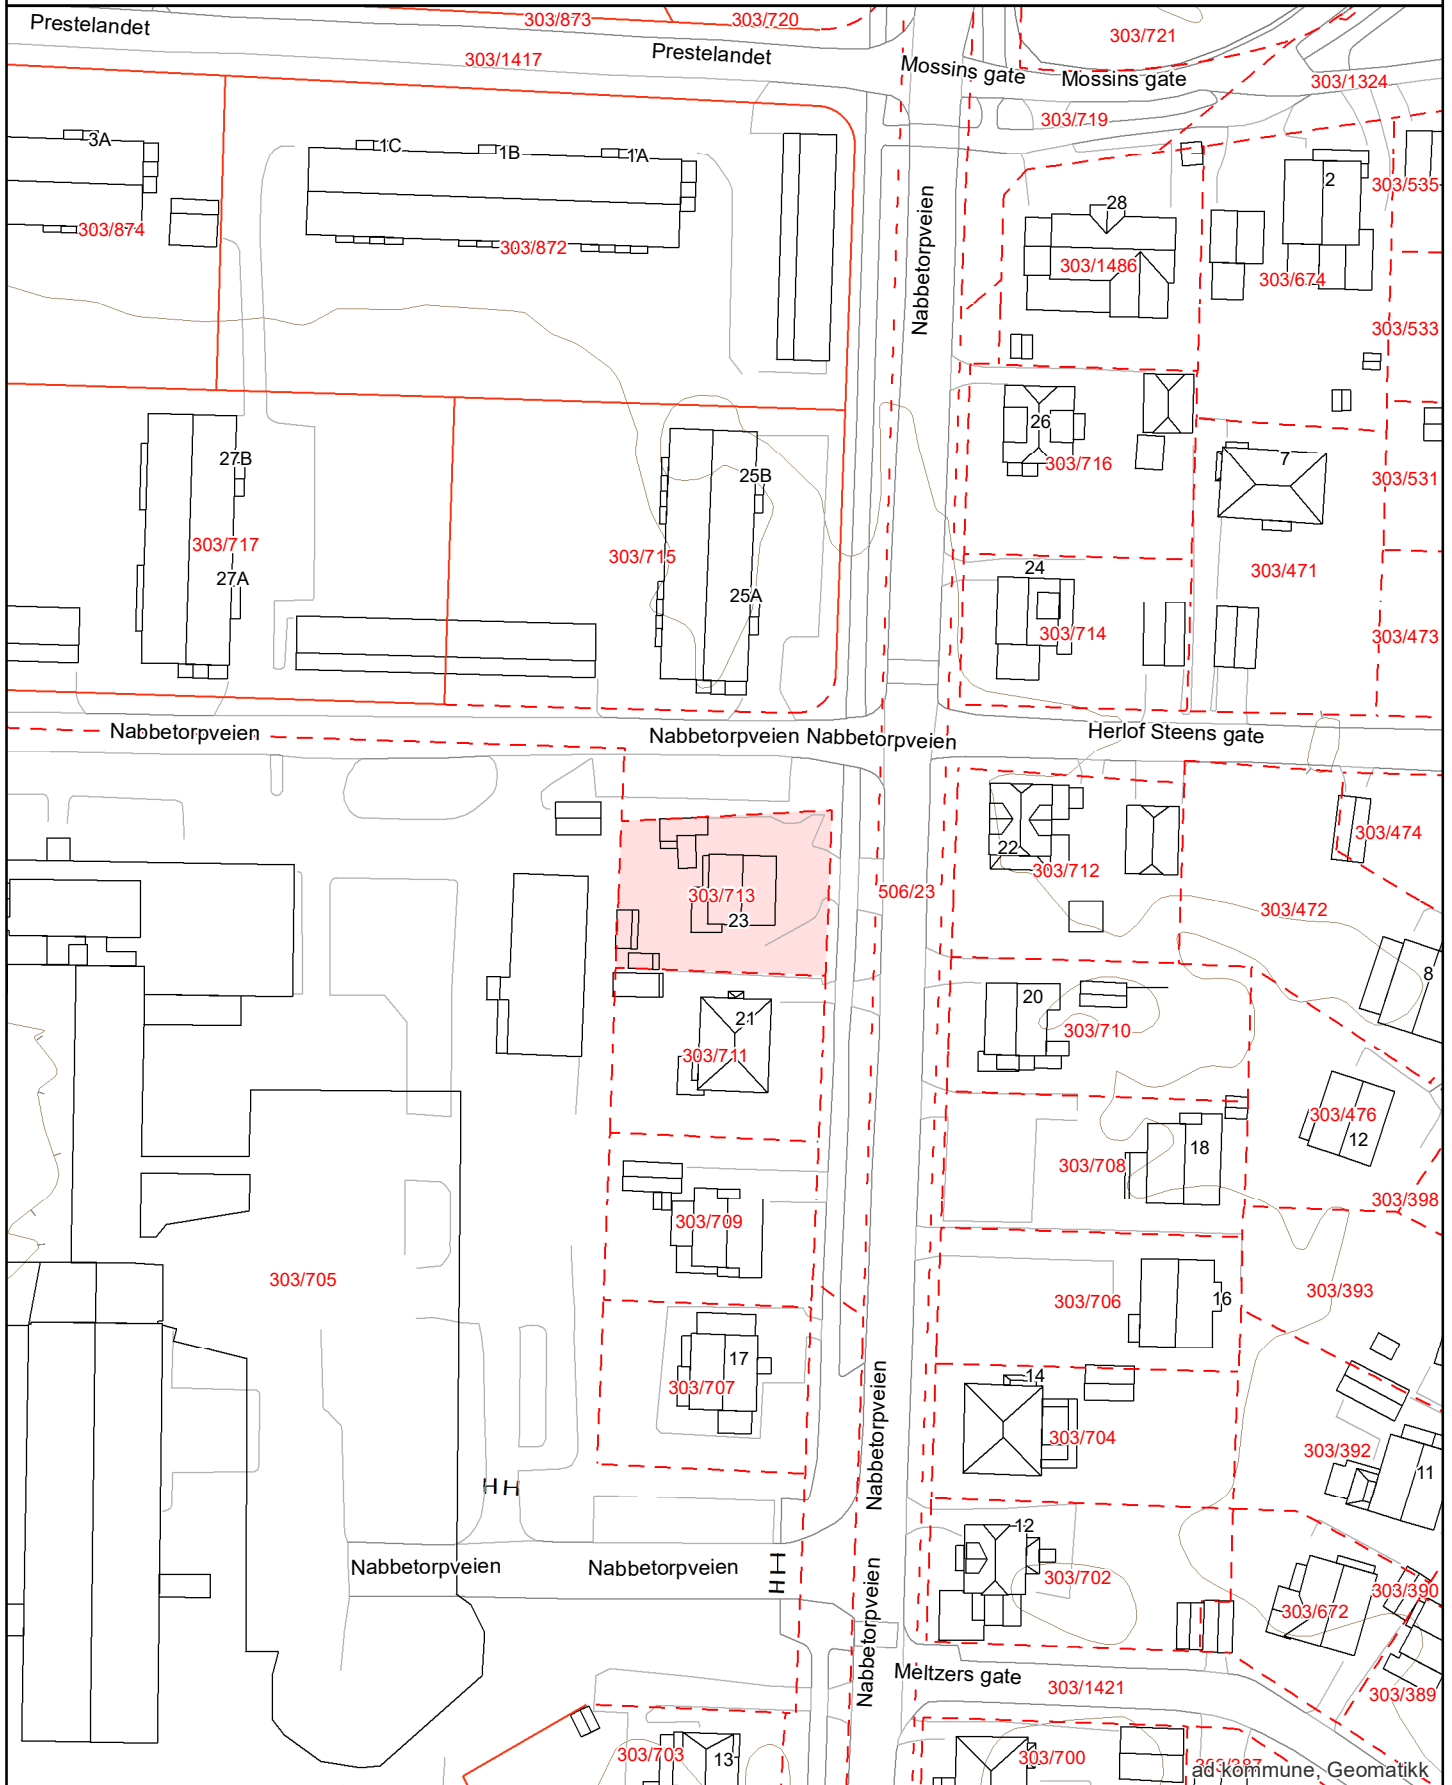 303/873
303/720
Prestelandet
303/721
303/1417
Prestelandet
Mossins gate
Mossins gate
303/1324
303/719
3A
1C
1B
1A
2
303/535
28
303/874
303/872
Nabbetorpveien
303/1486
303/674
303/533
26
303/716
27B
25B
7
303/531
303/717
303/715
24
303/471
27A
25A
303/714
303/473
Nabbetorpveien
Nabbetorpveien
Nabbetorpveien
Herlof Steens gate
303/474
22
303/712
303/713
506/23
303/472
23
8
20
21
303/710
303/711
303/476
12
18
303/708
303/398
303/709
303/705
303/706
16
303/393
17
14
303/707
Nabbetorpveien
303/704
303/392
11
H H
12
Nabbetorpveien
Nabbetorpveien
H H
303/702
303/390
303/672
Nabbetorpveien
Meltzers gate
303/1421
303/389
303/703
13
303/700
ad kommune, Geomatikk